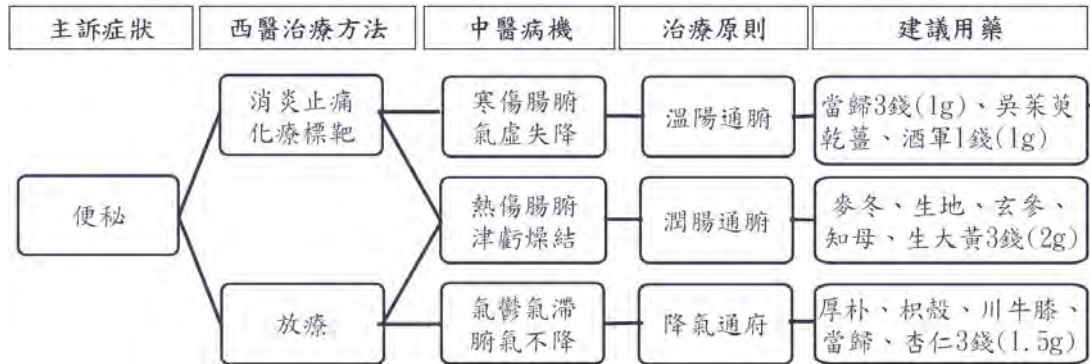 主訴症狀
西醫治療方法
中醫病機
治療原則
建議用藥
便秘
消炎止痛
化療標靶
放療
寒傷腸腑
氣虛失降
熱傷腸腑
津虧燥結
氣鬱氣滯
腑氣不降
溫陽通腑
潤腸通腑
降氣通府
當歸3錢(1g)、吳茱萸
乾薑、酒軍1錢(1g)
麥冬、生地、玄參、
知母、生大黃3錢(2g)
厚朴、枳殼、川牛膝、
當歸、杏仁3錢(1.5g)